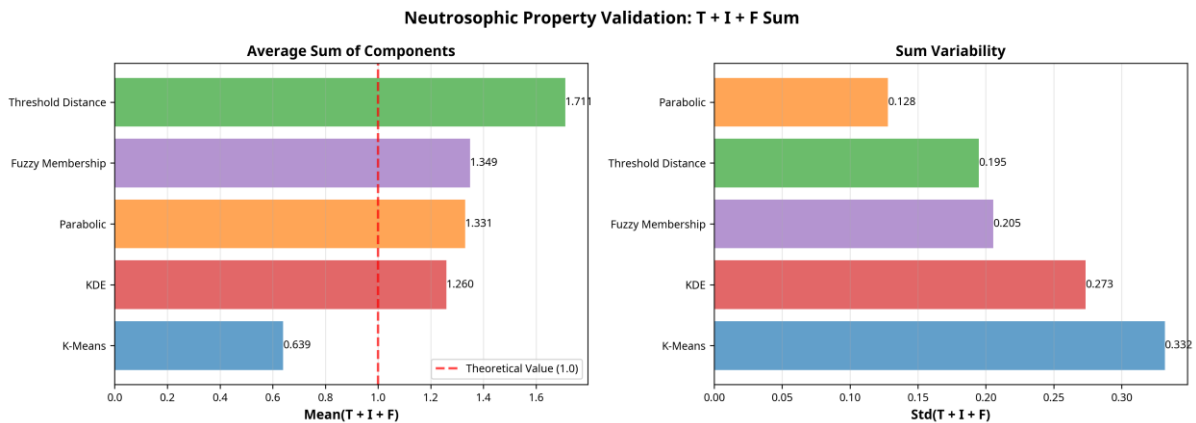 Neutrosophic Property Validation: T + I + F Sum
Average Sum of Components
Threshold Distance
1.711
Fuzzy Membership
1.349
Parabolic
1.331
KDE
1.260
K-Means
0.639
Theoretical Value (1.0)
0.0 0.2 0.4 0.6 0.8 1.0 1.2 1.4 1.6
Mean(T + I + F)
Sum Variability
Parabolic
0.128
Threshold Distance
0.195
Fuzzy Membership
0.205
KDE
0.273
K-Means
0.332
0.00 0.05 0.10 0.15 0.20 0.25 0.30
Std(T + I + F)